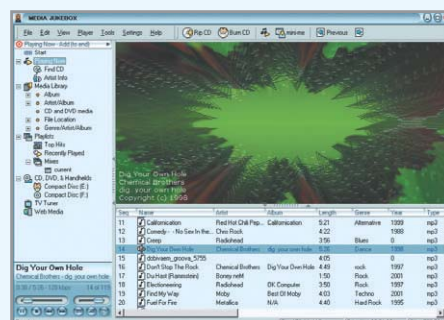 MEDIA JUKEBOX
File Edit View Player Tools Settings Help Rip CD Burn CD minime Previous
Playing Now - Add (to end)
Start
Playing Now
Find CD
Artist Info
Media Library
Album
Artist/Album
CD and DVD media
File Location
Genre/Artist/Album
Playlists
Top Hits
Recently Played
Mixes
current
CD, DVD, & Handhelds
Compact Disc (E:)
Compact Disc (F:)
TV Tuner
Web Media
Dig Your Own Hole
Chemical Brothers
dig your own hole
Copyright (c) 1996
Seq Name Artist Album Length Genre Year Type
11 Californication Red Hot Chili Pep... Californication 5:21 Alternative 1999 mp3
12 Comedy - - No Sex In the... Chris Rock 4:22 1988 mp3
13 Creep Radiohead 3:56 Blues 0 mp3
14 Dig Your Own Hole Chemical Brothers dig your own hole 5:26 Dance 1996 mp3
15 dobivaem_groova_5755 4:05 0 mp3
16 Don't Stop The Rock Chemical Brothers Dig Your Own Hole 4:49 rock 1997 mp3
17 Du Hast (Rammstein) Boney neM 1:50 Rock 2001 mp3
18 Electioneering Radiohead OK Computer 3:50 Rock 1997 mp3
19 Find My Way Moby Best Of Moby 4:03 Techno 2001 mp3
20 Fuel For Fire Metallica N/A 4:40 Hard Rock 1995 mp3
Dig Your Own Hole
Chemical Brothers - dig your own hole
14 of 115